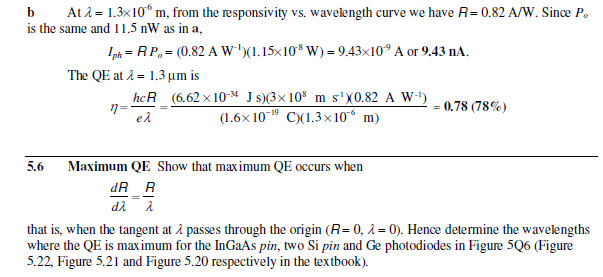 b At λ = 1.3×10⁻⁶ m, from the responsivity vs. wavelength curve we have R = 0.82 A/W. Since Pₒ
is the same and 11.5 nW as in a,
Iₚₕ = R Pₒ = (0.82 A W⁻¹)(1.15×10⁻⁸ W) = 9.43×10⁻⁹ A or 9.43 nA.
The QE at λ = 1.3 μm is
η = hcR / eλ = (6.62×10⁻³⁴ J s)(3×10⁸ m s⁻¹)(0.82 A W⁻¹) / (1.6×10⁻¹⁹ C)(1.3×10⁻⁶ m) = 0.78 (78%)
5.6 Maximum QE Show that maximum QE occurs when
dR / dλ = R / λ
that is, when the tangent at λ passes through the origin (R = 0, λ = 0). Hence determine the wavelengths
where the QE is maximum for the InGaAs pin, two Si pin and Ge photodiodes in Figure 5Q6 (Figure
5.22, Figure 5.21 and Figure 5.20 respectively in the textbook).